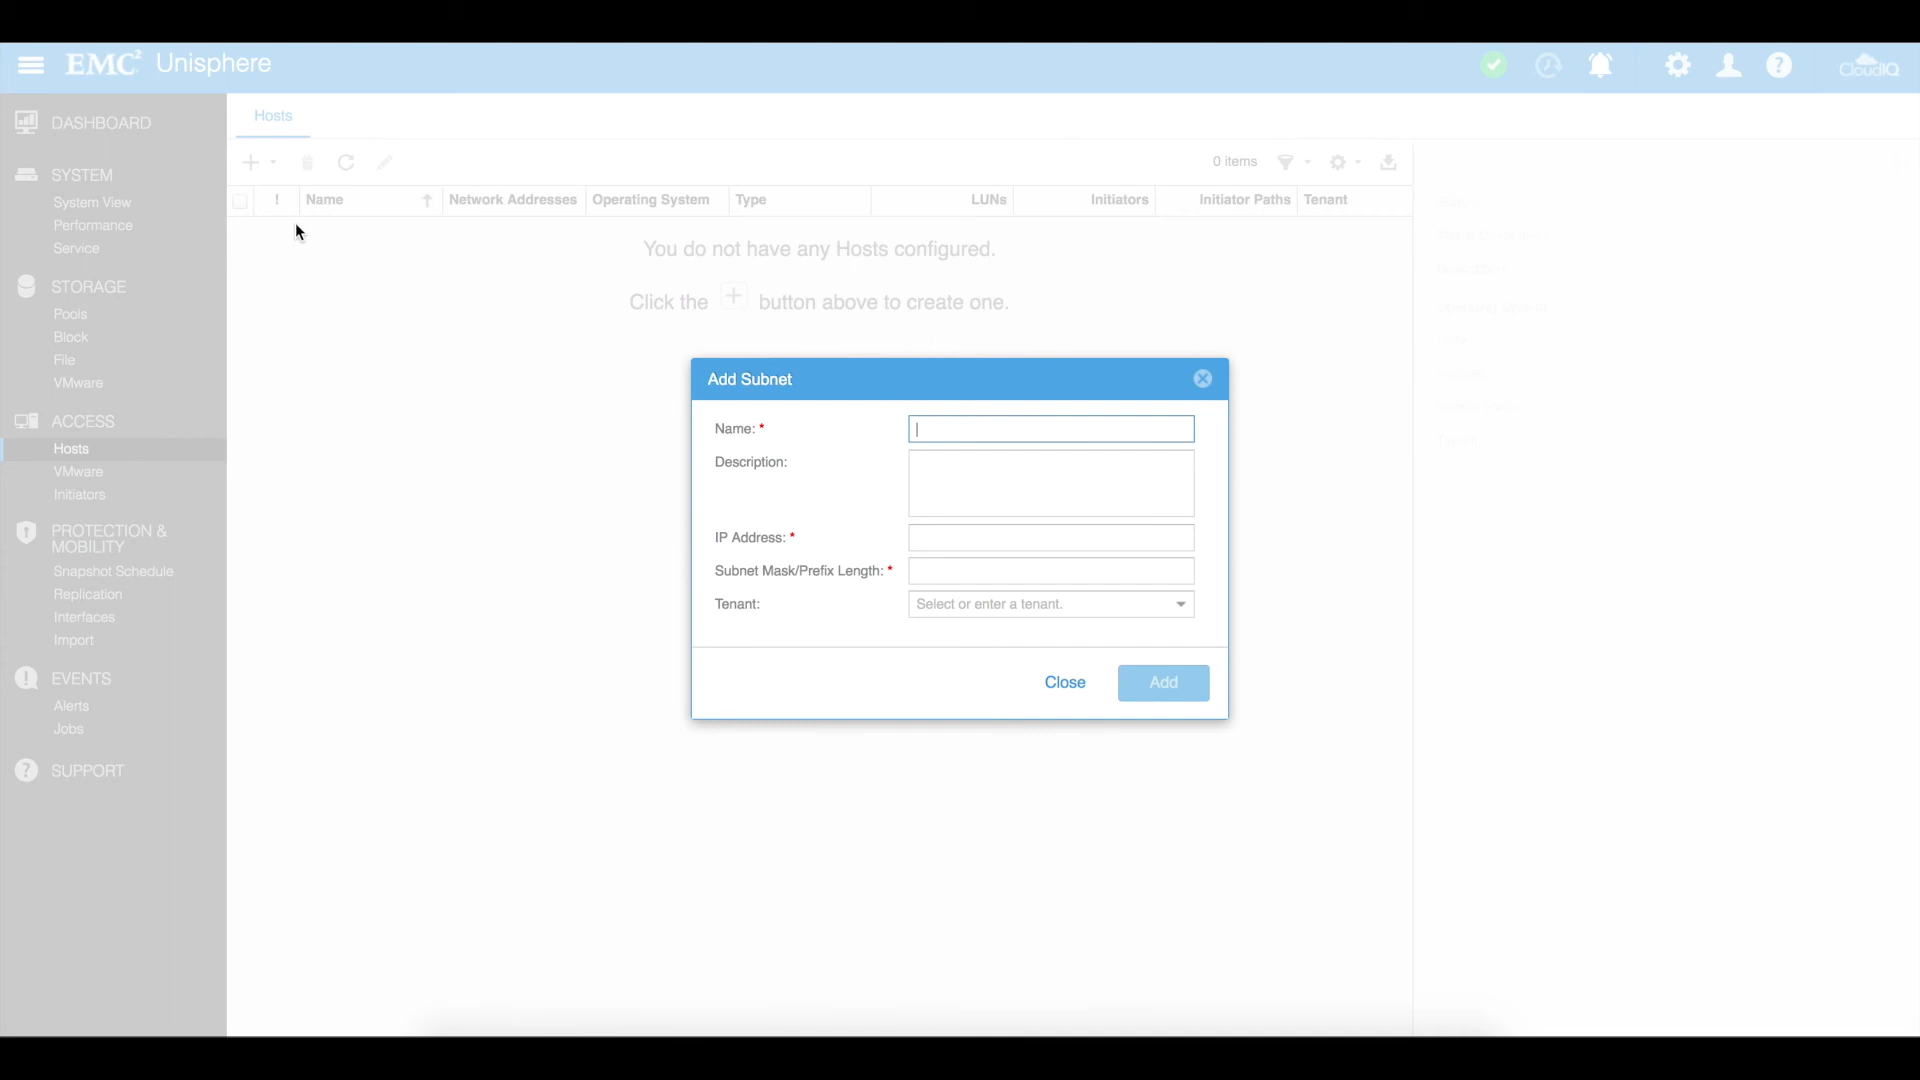 EMC² Unisphere
CloudIQ
DASHBOARD
SYSTEM
System View
Performance
Service
STORAGE
Pools
Block
File
VMware
ACCESS
Hosts
VMware
Initiators
PROTECTION &
MOBILITY
Snapshot Schedule
Replication
Interfaces
Import
EVENTS
Alerts
Jobs
SUPPORT
Hosts
0 items
! Name Network Addresses Operating System Type LUNs Initiators Initiator Paths Tenant
You do not have any Hosts configured.
Click the + button above to create one.
Add Subnet
Name: *
Description:
IP Address: *
Subnet Mask/Prefix Length: *
Tenant: Select or enter a tenant.
Close Add